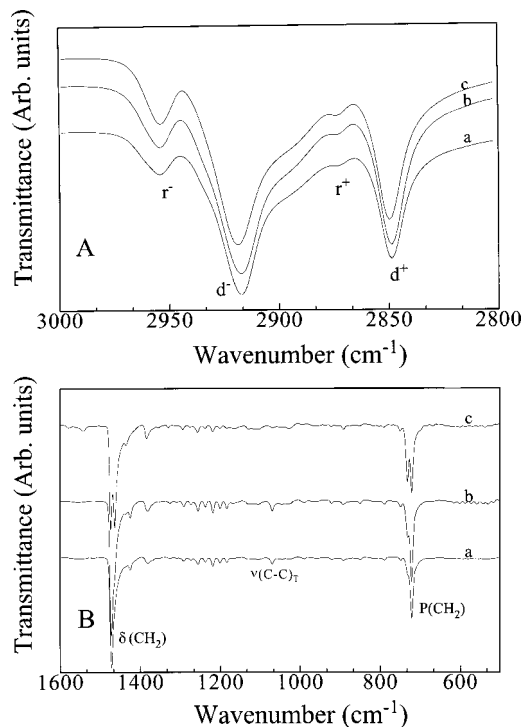 Transmittance (Arb. units)
c
b
a
r⁻
r⁺
A
d⁻
d⁺
3000 2950 2900 2850 2800
Wavenumber (cm⁻¹)
Transmittance (Arb. units)
c
b
a
ν(C-C)T
δ(CH₂)
P(CH₂)
B
1600 1400 1200 1000 800 600
Wavenumber (cm⁻¹)